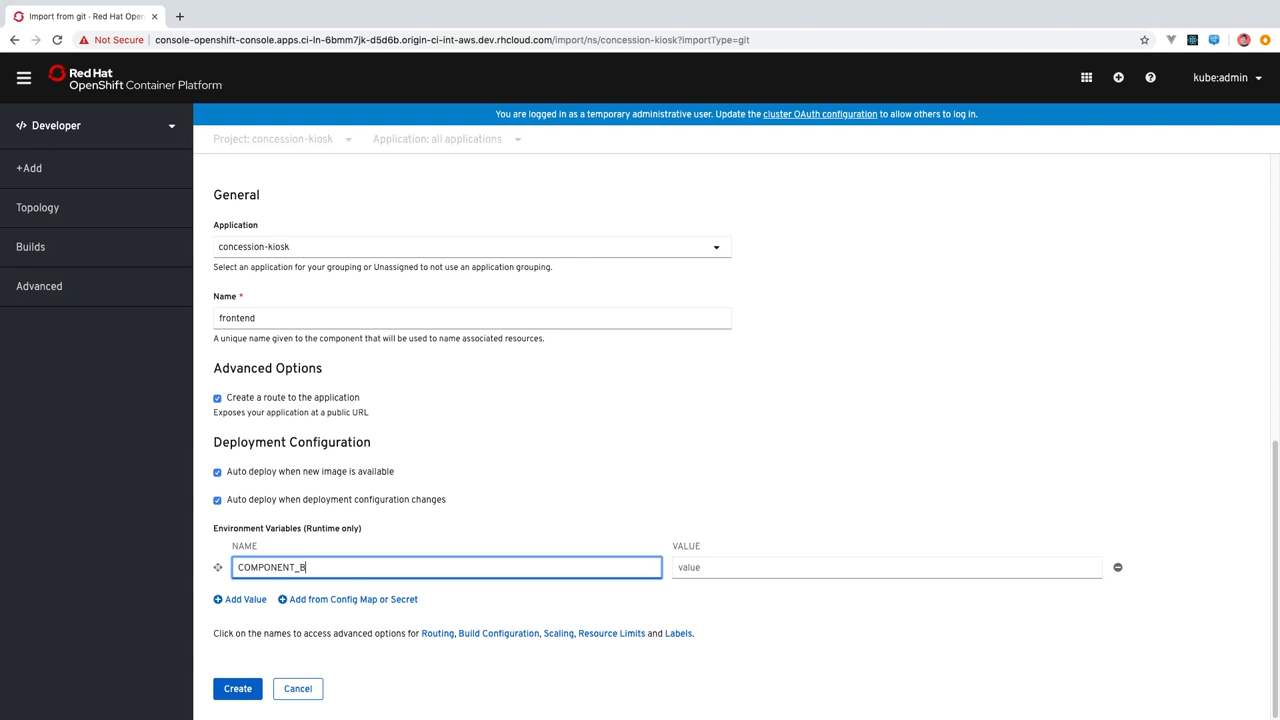 Import from git · Red Hat Open
Not Secure
console-openshift-console.apps.ci-ln-6bmm7jk-d5d6b.origin-ci-int-aws.dev.rhcloud.com/import/ns/concession-kiosk?importType=git
Red Hat
OpenShift Container Platform
kube:admin
You are logged in as a temporary administrative user. Update the cluster OAuth configuration to allow others to log in.
</> Developer
Project: concession-kiosk
Application: all applications
+Add
Topology
Builds
Advanced
General
Application
concession-kiosk
Select an application for your grouping or Unassigned to not use an application grouping.
Name *
frontend
A unique name given to the component that will be used to name associated resources.
Advanced Options
Create a route to the application
Exposes your application at a public URL
Deployment Configuration
Auto deploy when new image is available
Auto deploy when deployment configuration changes
Environment Variables (Runtime only)
NAME
VALUE
COMPONENT_B
value
Add Value
Add from Config Map or Secret
Click on the names to access advanced options for Routing, Build Configuration, Scaling, Resource Limits and Labels.
Create
Cancel